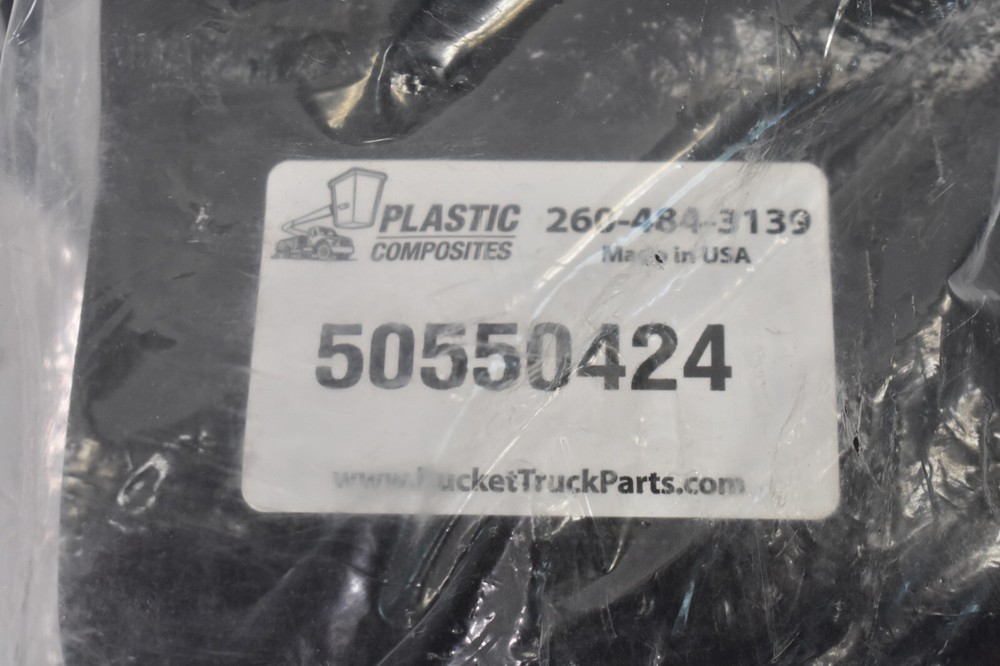 PLASTIC
COMPOSITES
260-484-3139
Made in USA
50550424
www.BucketTruckParts.com